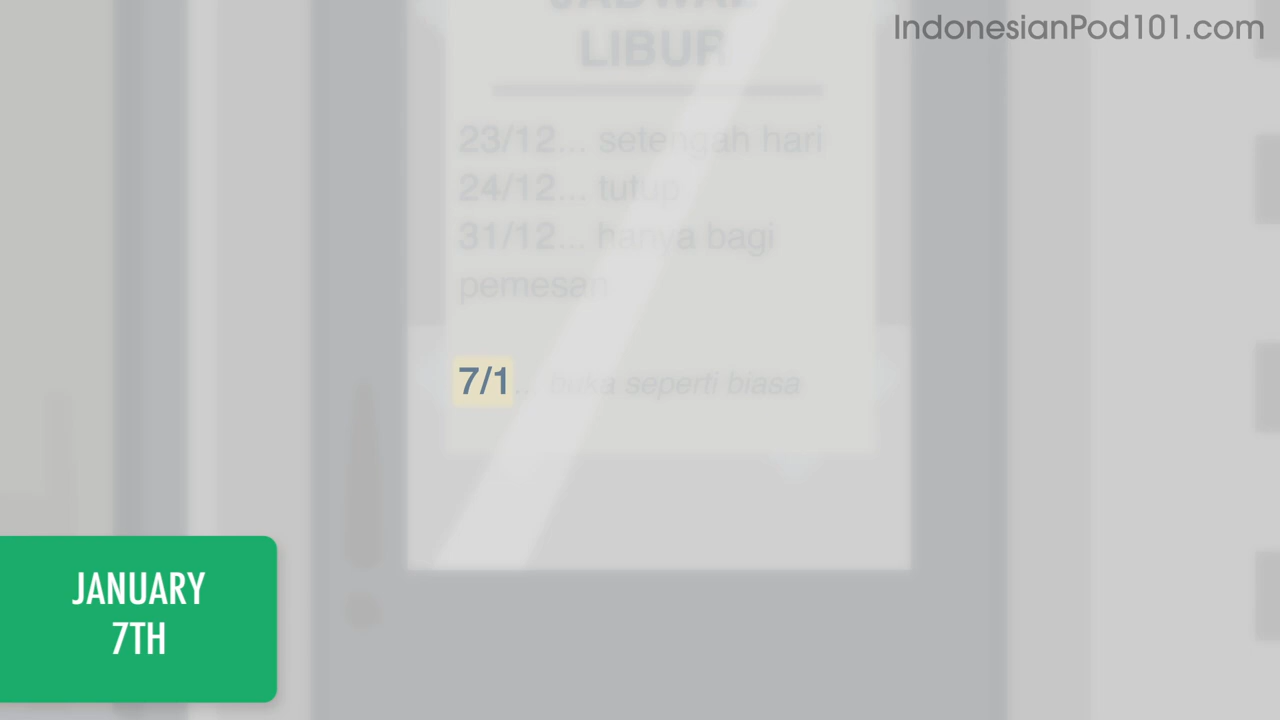 IndonesianPod101.com
JADWAL
LIBUR
23/12... setengah hari
24/12... tutup
31/12... hanya bagi
pemesan
7/1... buka seperti biasa
JANUARY
7TH